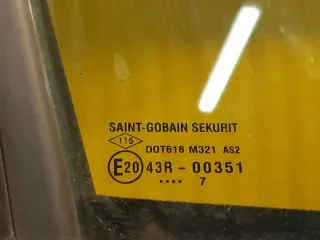 SAINT-GOBAIN SEKURIT
115 DOT618 M321 AS2
E20 43R - 00351
.... 7